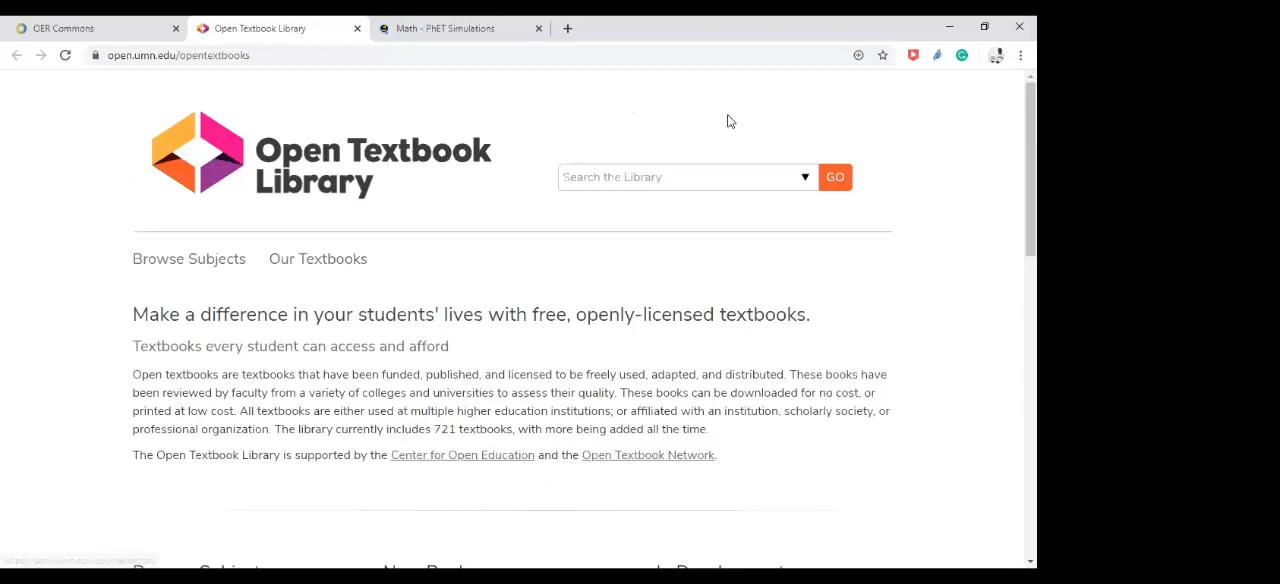 OER Commons
Open Textbook Library
Math - PhET Simulations
open.umn.edu/opentextbooks
Open Textbook
Library
Search the Library
GO
Browse Subjects
Our Textbooks
Make a difference in your students' lives with free, openly-licensed textbooks.
Textbooks every student can access and afford
Open textbooks are textbooks that have been funded, published, and licensed to be freely used, adapted, and distributed. These books have
been reviewed by faculty from a variety of colleges and universities to assess their quality. These books can be downloaded for no cost, or
printed at low cost. All textbooks are either used at multiple higher education institutions; or affiliated with an institution, scholarly society, or
professional organization. The library currently includes 721 textbooks, with more being added all the time.
The Open Textbook Library is supported by the Center for Open Education and the Open Textbook Network.